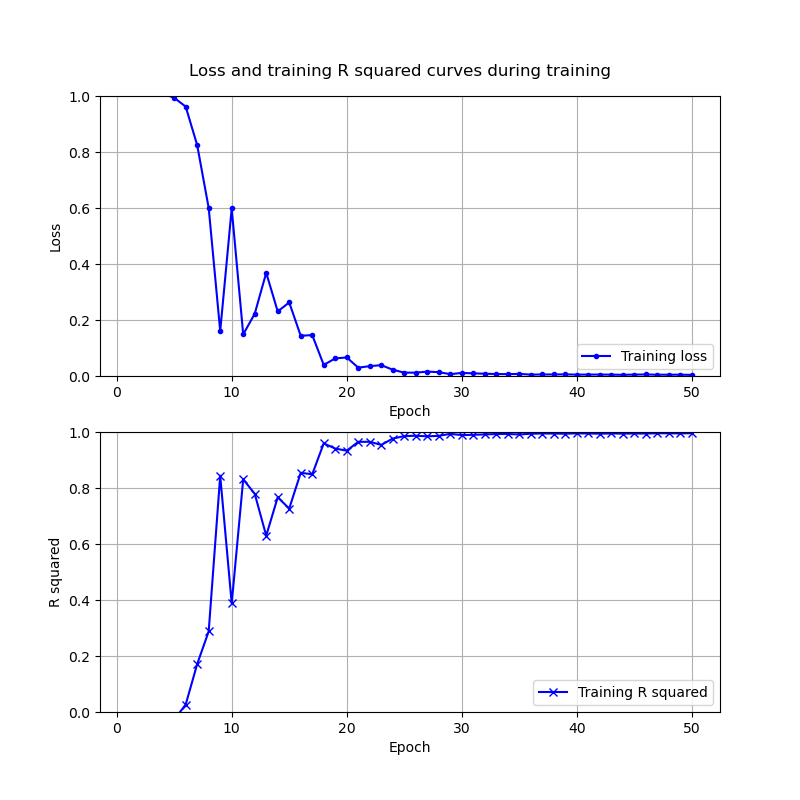 Loss and training R squared curves during training
1.0
0.8
0.6
0.4
0.2
0.0
Loss
Training loss
0 10 20 30 40 50
Epoch
1.0
0.8
0.6
0.4
0.2
0.0
R squared
Training R squared
0 10 20 30 40 50
Epoch